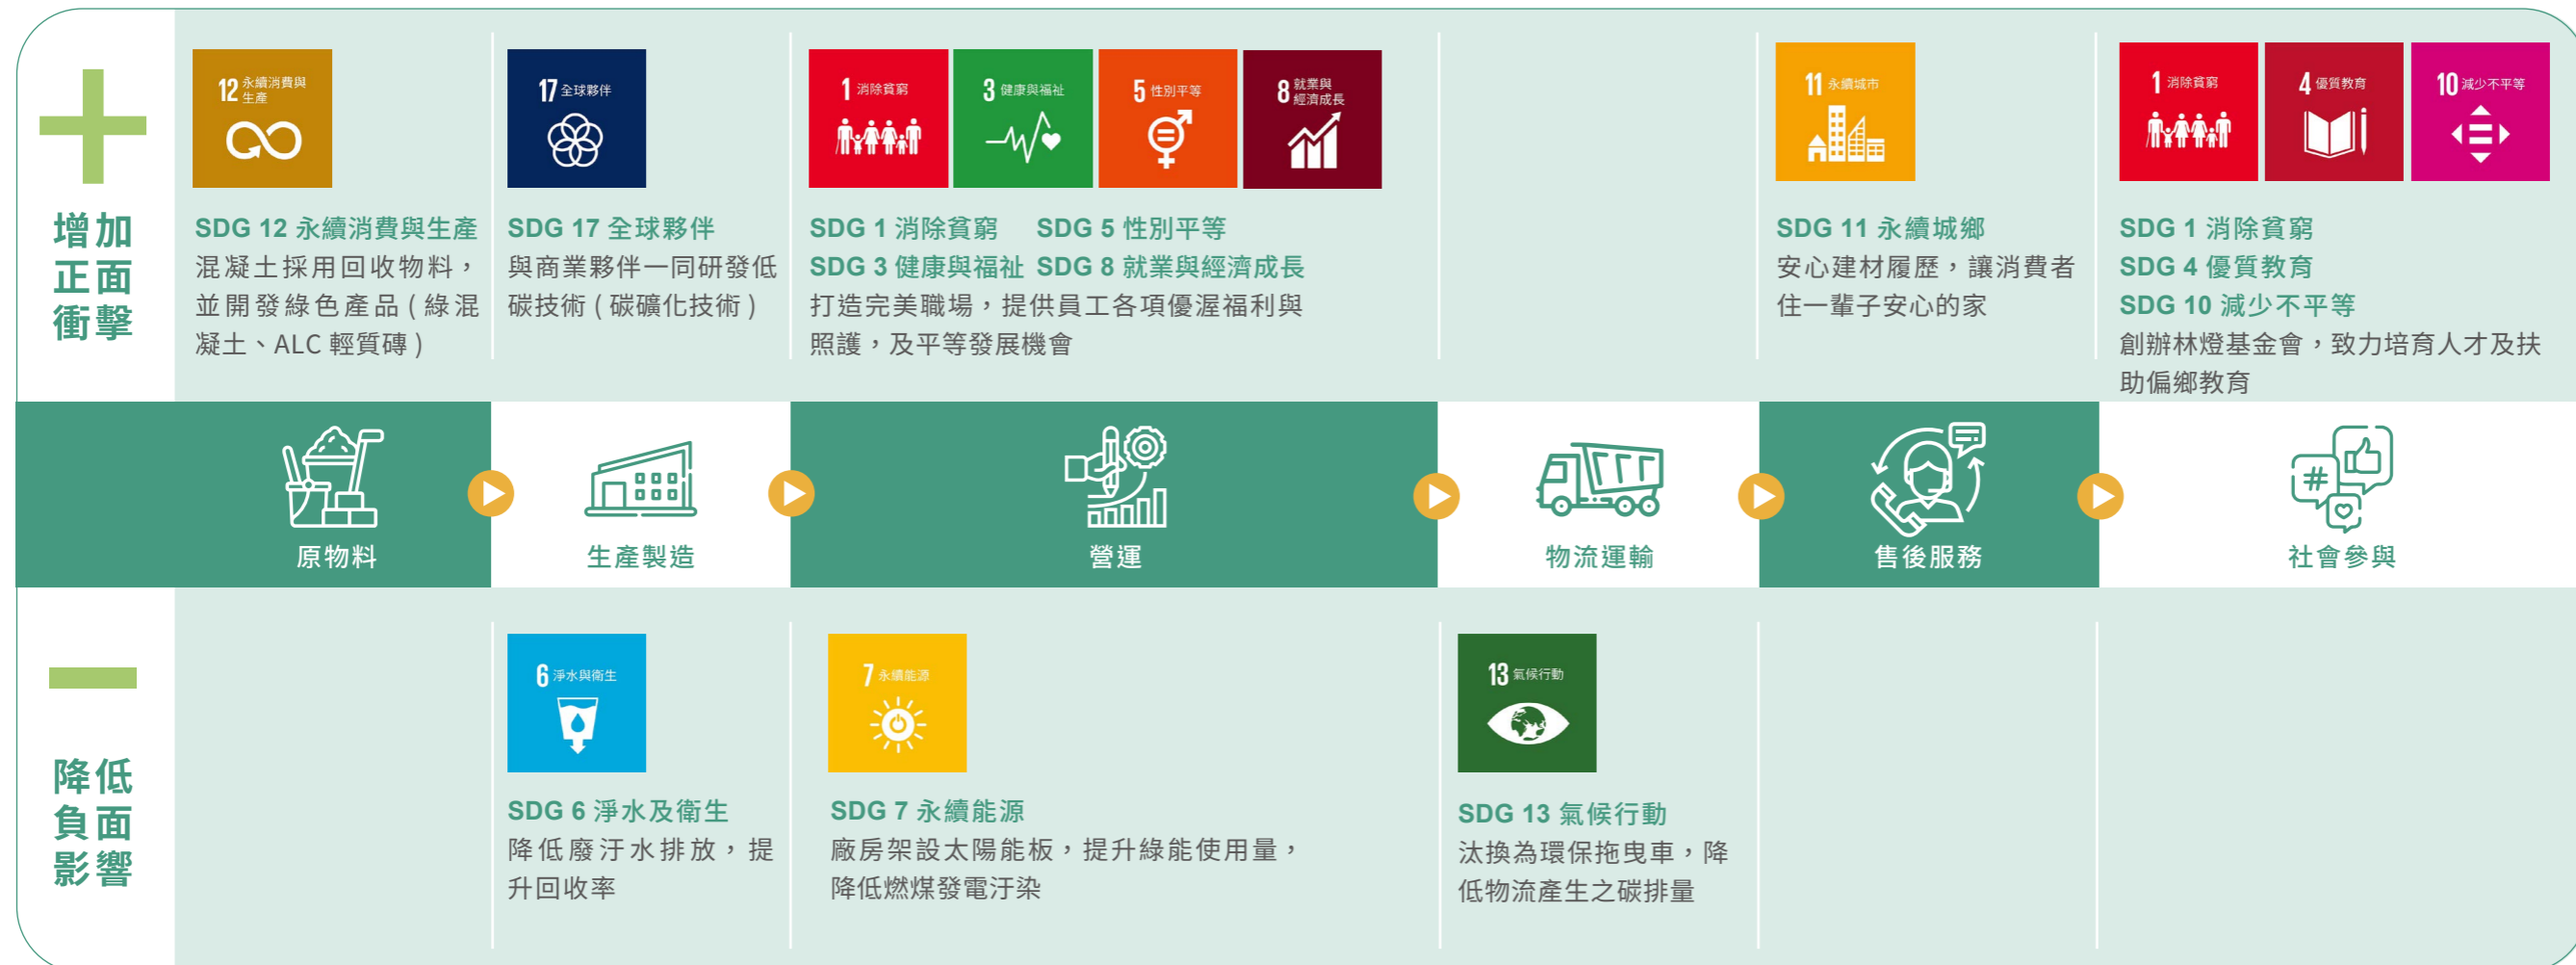 增加
正面
衝擊
12 永續消費與
生產
SDG 12 永續消費與生產
混凝土採用回收物料，
並開發綠色產品 ( 綠混
凝土、ALC 輕質磚 )
17 全球夥伴
SDG 17 全球夥伴
與商業夥伴一同研發低
碳技術 ( 碳礦化技術 )
1 消除貧窮
3 健康與福祉
5 性別平等
8 就業與
經濟成長
SDG 1 消除貧窮 SDG 5 性別平等
SDG 3 健康與福祉 SDG 8 就業與經濟成長
打造完美職場，提供員工各項優渥福利與
照護，及平等發展機會
11 永續城市
SDG 11 永續城鄉
安心建材履歷，讓消費者
住一輩子安心的家
1 消除貧窮
4 優質教育
10 減少不平等
SDG 1 消除貧窮
SDG 4 優質教育
SDG 10 減少不平等
創辦林燈基金會，致力培育人才及扶
助偏鄉教育
原物料
生產製造
營運
物流運輸
售後服務
#
社會參與
降低
負面
影響
6 淨水與衛生
SDG 6 淨水及衛生
降低廢汙水排放，提
升回收率
7 永續能源
SDG 7 永續能源
廠房架設太陽能板，提升綠能使用量，
降低燃煤發電汙染
13 氣候行動
SDG 13 氣候行動
汰換為環保拖曳車，降
低物流產生之碳排量